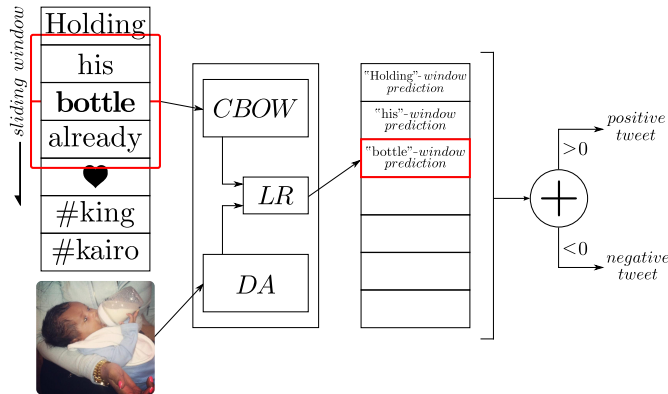 sliding window
Holding
his
bottle
already
♥
#king
#kairo
CBOW
LR
DA
"Holding"-window
prediction
"his"-window
prediction
"bottle"-window
prediction
+
>0
<0
positive
tweet
negative
tweet